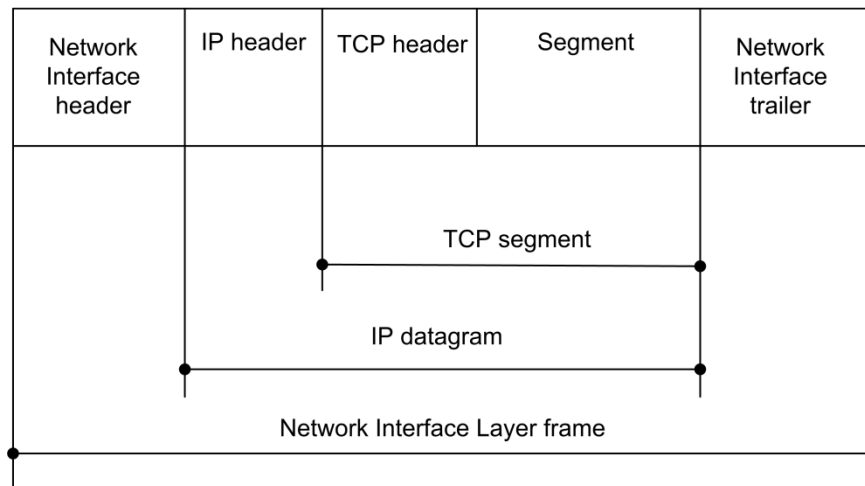 Network
Interface
header
IP header
TCP header
Segment
Network
Interface
trailer
TCP segment
IP datagram
Network Interface Layer frame